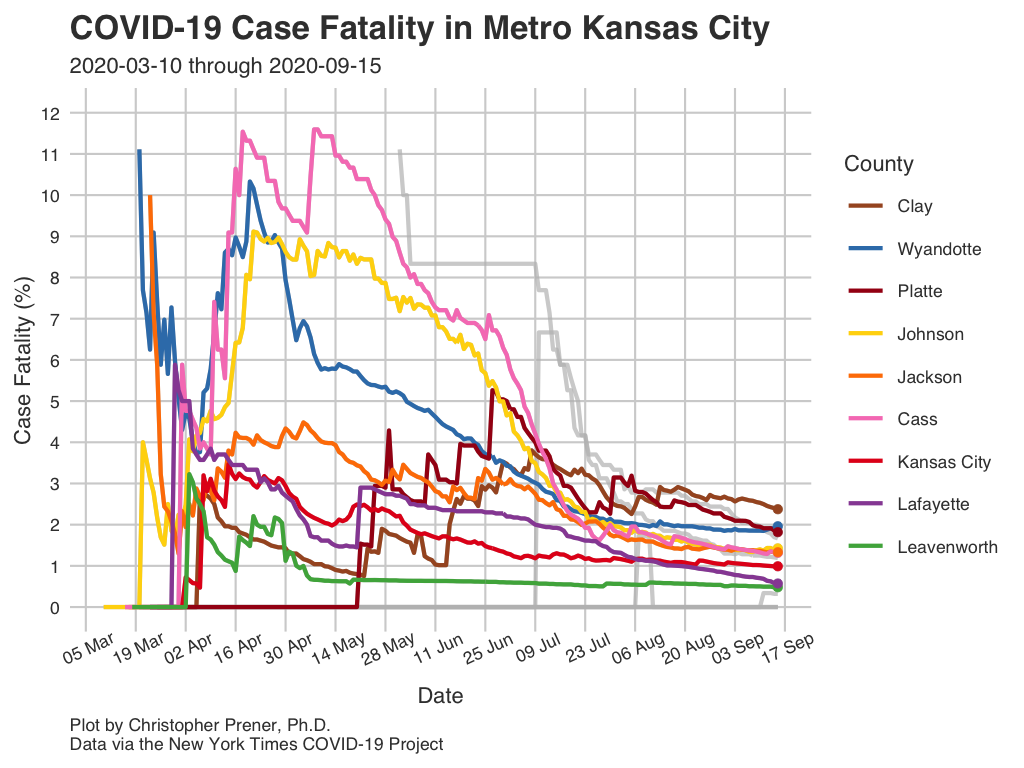 COVID-19 Case Fatality in Metro Kansas City
2020-03-10 through 2020-09-15
Case Fatality (%)
12
11
10
9
8
7
6
5
4
3
2
1
0
05 Mar
19 Mar
02 Apr
16 Apr
30 Apr
14 May
28 May
11 Jun
25 Jun
09 Jul
23 Jul
06 Aug
20 Aug
03 Sep
17 Sep
Date
County
Clay
Wyandotte
Platte
Johnson
Jackson
Cass
Kansas City
Lafayette
Leavenworth
Plot by Christopher Prener, Ph.D.
Data via the New York Times COVID-19 Project